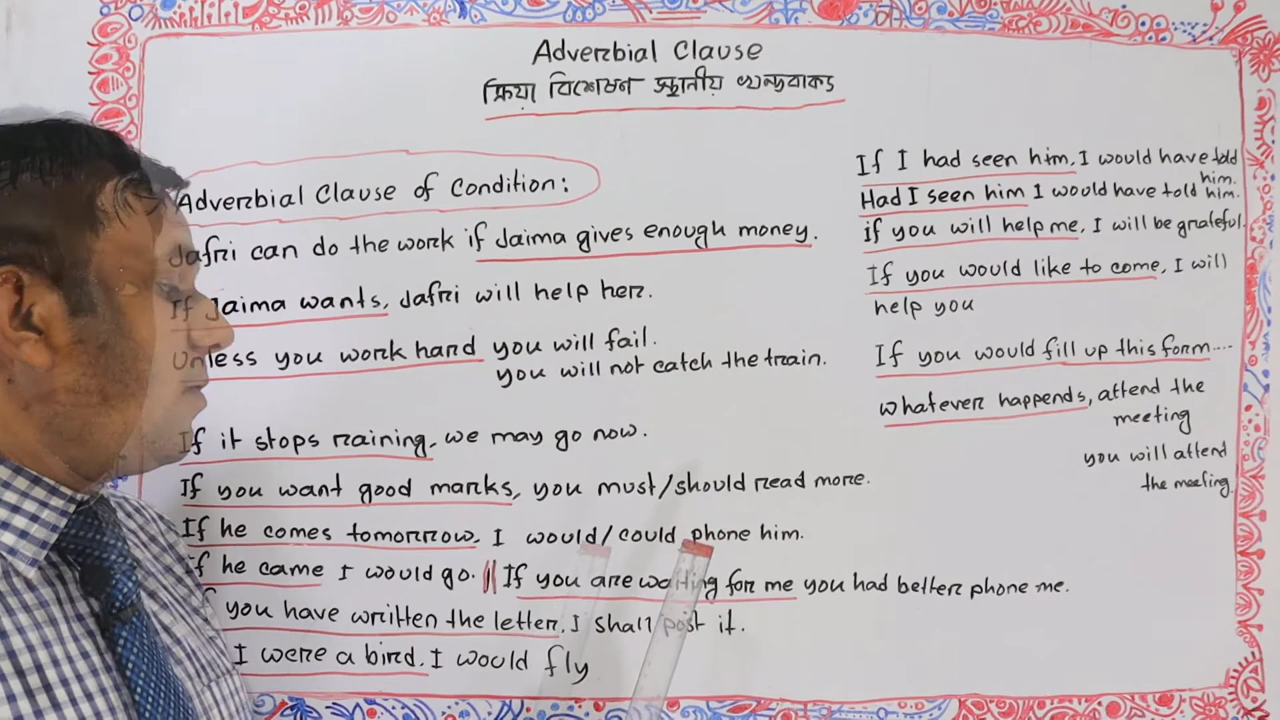 Adverbial Clause
ক্রিয়া বিশেষন স্থানীয় খন্ডবাক্য
Adverbial Clause of Condition:
Jafri can do the work if Jaima gives enough money.
If Jaima wants, Jafri will help her.
Unless you work hard you will fail.
you will not catch the train.
If it stops raining, we may go now.
If you want good marks, you must/should read more.
If he comes tomorrow, I would/could phone him.
If he came I would go. || If you are waiting for me you had better phone me.
you have written the letter, I shall post it.
I were a bird, I would fly
If I had seen him, I would have told
him.
Had I seen him I would have told him.
if you will help me, I will be grateful.
If you would like to come, I will
help you
If you would fill up this form....
whatever happends, attend the
meeting
you will attend
the meeting.